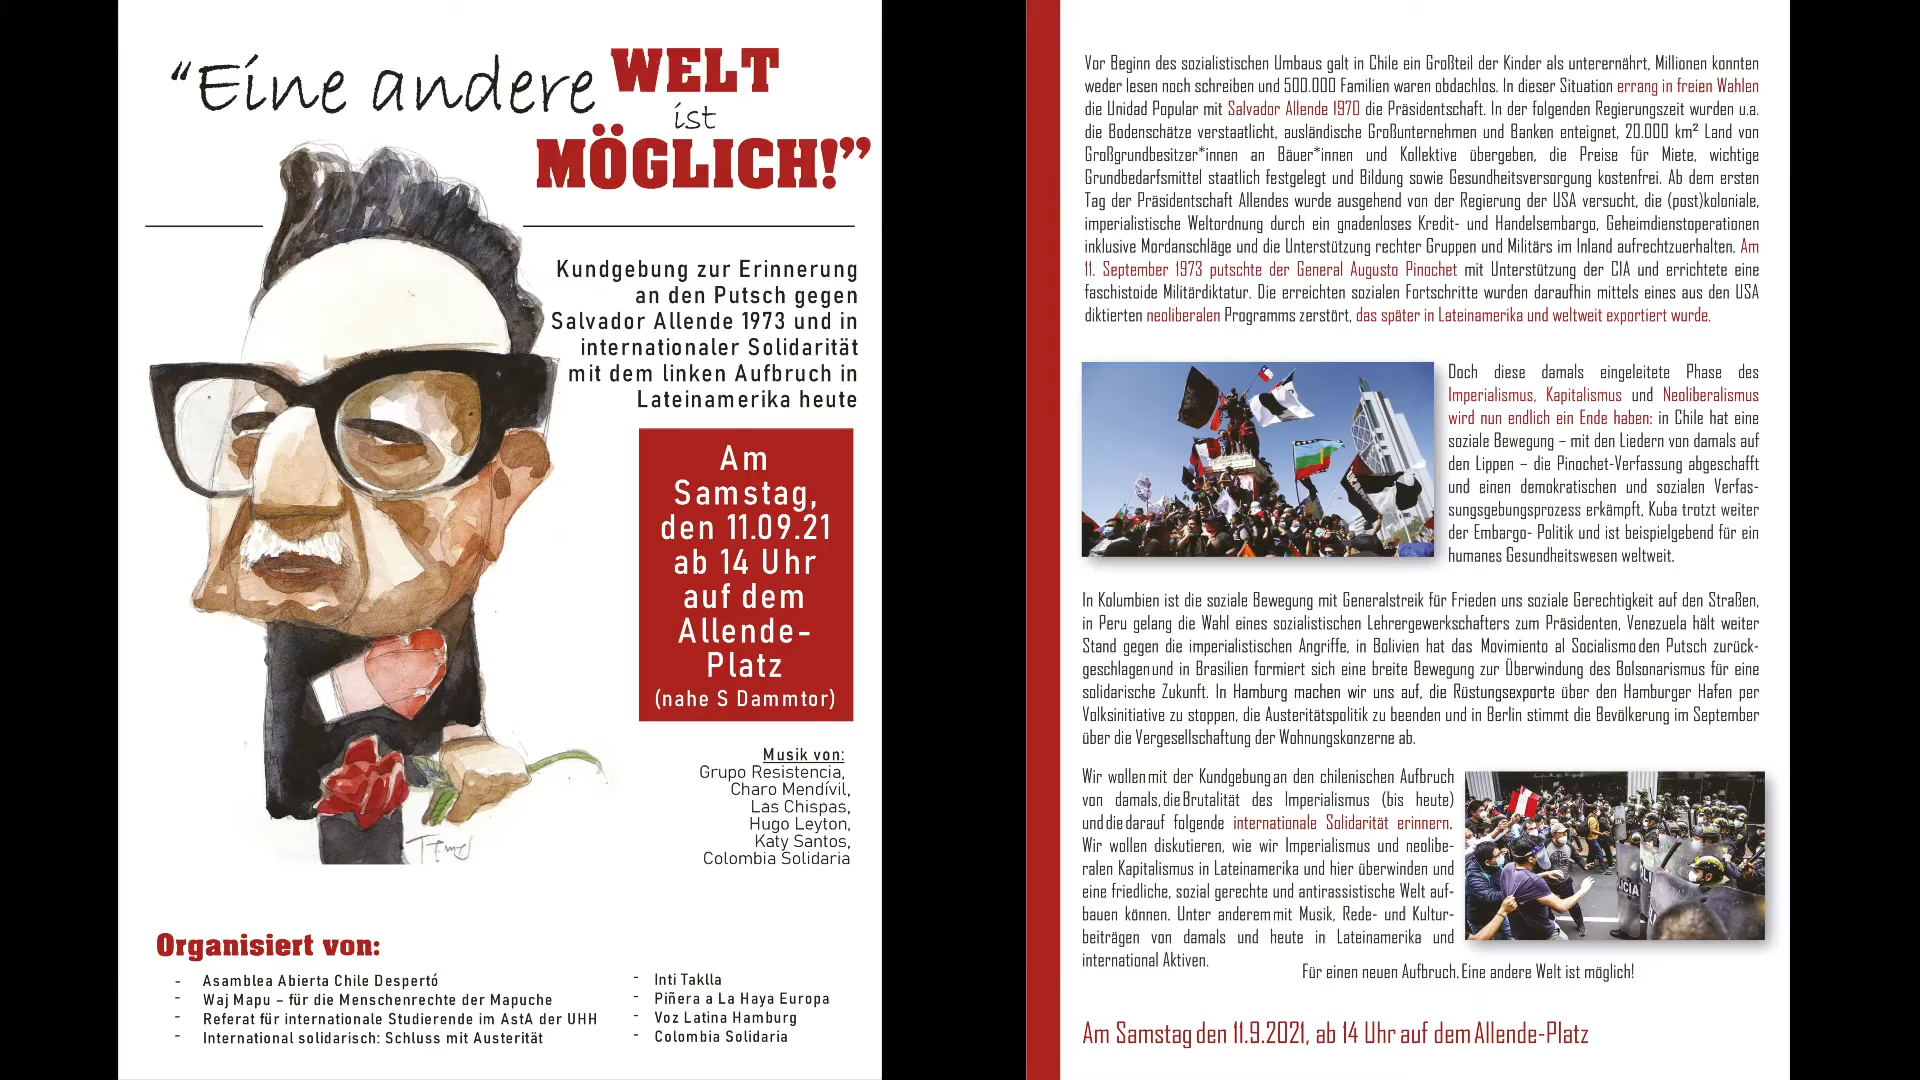 “Eine andere WELT
ist
MÖGLICH!”
Kundgebung zur Erinnerung
an den Putsch gegen
Salvador Allende 1973 und in
internationaler Solidarität
mit dem linken Aufbruch in
Lateinamerika heute
Am
Samstag,
den 11.09.21
ab 14 Uhr
auf dem
Allende-
Platz
(nahe S Dammtor)
Musik von:
Grupo Resistencia,
Charo Mendívil,
Las Chispas,
Hugo Leyton,
Katy Santos,
Colombia Solidaria
Organisiert von:
- Asamblea Abierta Chile Despertó
- Waj Mapu – für die Menschenrechte der Mapuche
- Referat für internationale Studierende im AstA der UHH
- International solidarisch: Schluss mit Austerität
- Inti Taklla
- Piñera a La Haya Europa
- Voz Latina Hamburg
- Colombia Solidaria
Vor Beginn des sozialistischen Umbaus galt in Chile ein Großteil der Kinder als unterernährt, Millionen konnten
weder lesen noch schreiben und 500.000 Familien waren obdachlos. In dieser Situation errang in freien Wahlen
die Unidad Popular mit Salvador Allende 1970 die Präsidentschaft. In der folgenden Regierungszeit wurden u.a.
die Bodenschätze verstaatlicht, ausländische Großunternehmen und Banken enteignet, 20.000 km² Land von
Großgrundbesitzer*innen an Bäuer*innen und Kollektive übergeben, die Preise für Miete, wichtige
Grundbedarfsmittel staatlich festgelegt und Bildung sowie Gesundheitsversorgung kostenfrei. Ab dem ersten
Tag der Präsidentschaft Allendes wurde ausgehend von der Regierung der USA versucht, die (post)koloniale,
imperialistische Weltordnung durch ein gnadenloses Kredit- und Handelsembargo, Geheimdienstoperationen
inklusive Mordanschläge und die Unterstützung rechter Gruppen und Militärs im Inland aufrechtzuerhalten. Am
11. September 1973 putschte der General Augusto Pinochet mit Unterstützung der CIA und errichtete eine
faschistoide Militärdiktatur. Die erreichten sozialen Fortschritte wurden daraufhin mittels eines aus den USA
diktierten neoliberalen Programms zerstört, das später in Lateinamerika und weltweit exportiert wurde.
Doch diese damals eingeleitete Phase des
Imperialismus, Kapitalismus und Neoliberalismus
wird nun endlich ein Ende haben: in Chile hat eine
soziale Bewegung – mit den Liedern von damals auf
den Lippen – die Pinochet-Verfassung abgeschafft
und einen demokratischen und sozialen Verfas-
sungsgebungsprozess erkämpft, Kuba trotzt weiter
der Embargo- Politik und ist beispielgebend für ein
humanes Gesundheitswesen weltweit.
In Kolumbien ist die soziale Bewegung mit Generalstreik für Frieden uns soziale Gerechtigkeit auf den Straßen,
in Peru gelang die Wahl eines sozialistischen Lehrergewerkschafters zum Präsidenten, Venezuela hält weiter
Stand gegen die imperialistischen Angriffe, in Bolivien hat das Movimiento al Socialismo den Putsch zurück-
geschlagen und in Brasilien formiert sich eine breite Bewegung zur Überwindung des Bolsonarismus für eine
solidarische Zukunft. In Hamburg machen wir uns auf, die Rüstungsexporte über den Hamburger Hafen per
Volksinitiative zu stoppen, die Austeritätspolitik zu beenden und in Berlin stimmt die Bevölkerung im September
über die Vergesellschaftung der Wohnungskonzerne ab.
Wir wollen mit der Kundgebung an den chilenischen Aufbruch
von damals, die Brutalität des Imperialismus (bis heute)
und die darauf folgende internationale Solidarität erinnern.
Wir wollen diskutieren, wie wir Imperialismus und neolibe-
ralen Kapitalismus in Lateinamerika und hier überwinden und
eine friedliche, sozial gerechte und antirassistische Welt auf-
bauen können. Unter anderem mit Musik, Rede- und Kultur-
beiträgen von damals und heute in Lateinamerika und
international Aktiven.
Für einen neuen Aufbruch. Eine andere Welt ist möglich!
Am Samstag den 11.9.2021, ab 14 Uhr auf dem Allende-Platz